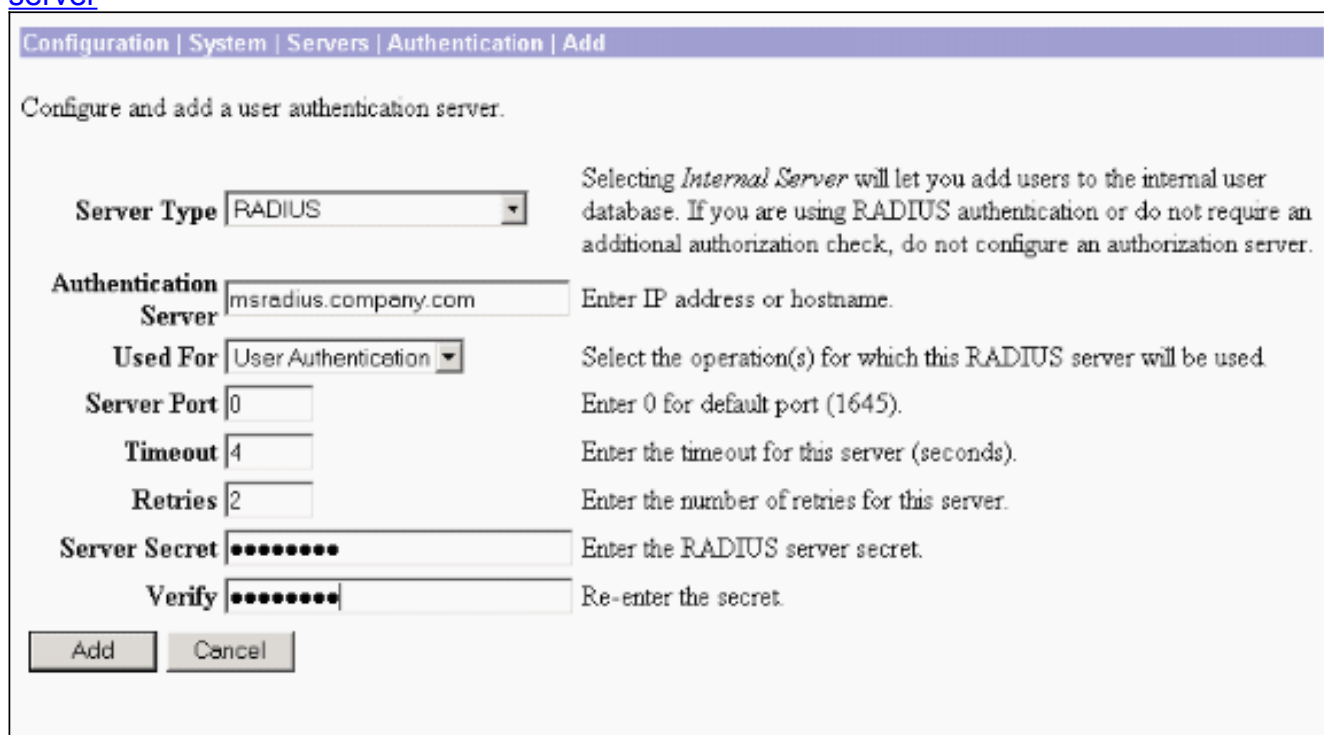 server
Configuration | System | Servers | Authentication | Add
Configure and add a user authentication server.
Server Type RADIUS
Selecting Internal Server will let you add users to the internal user
database. If you are using RADIUS authentication or do not require an
additional authorization check, do not configure an authorization server.
Authentication
Server
msradius.company.com Enter IP address or hostname.
Used For User Authentication Select the operation(s) for which this RADIUS server will be used.
Server Port 0 Enter 0 for default port (1645).
Timeout 4 Enter the timeout for this server (seconds).
Retries 2 Enter the number of retries for this server.
Server Secret ●●●●●●●● Enter the RADIUS server secret.
Verify ●●●●●●●● Re-enter the secret.
Add Cancel